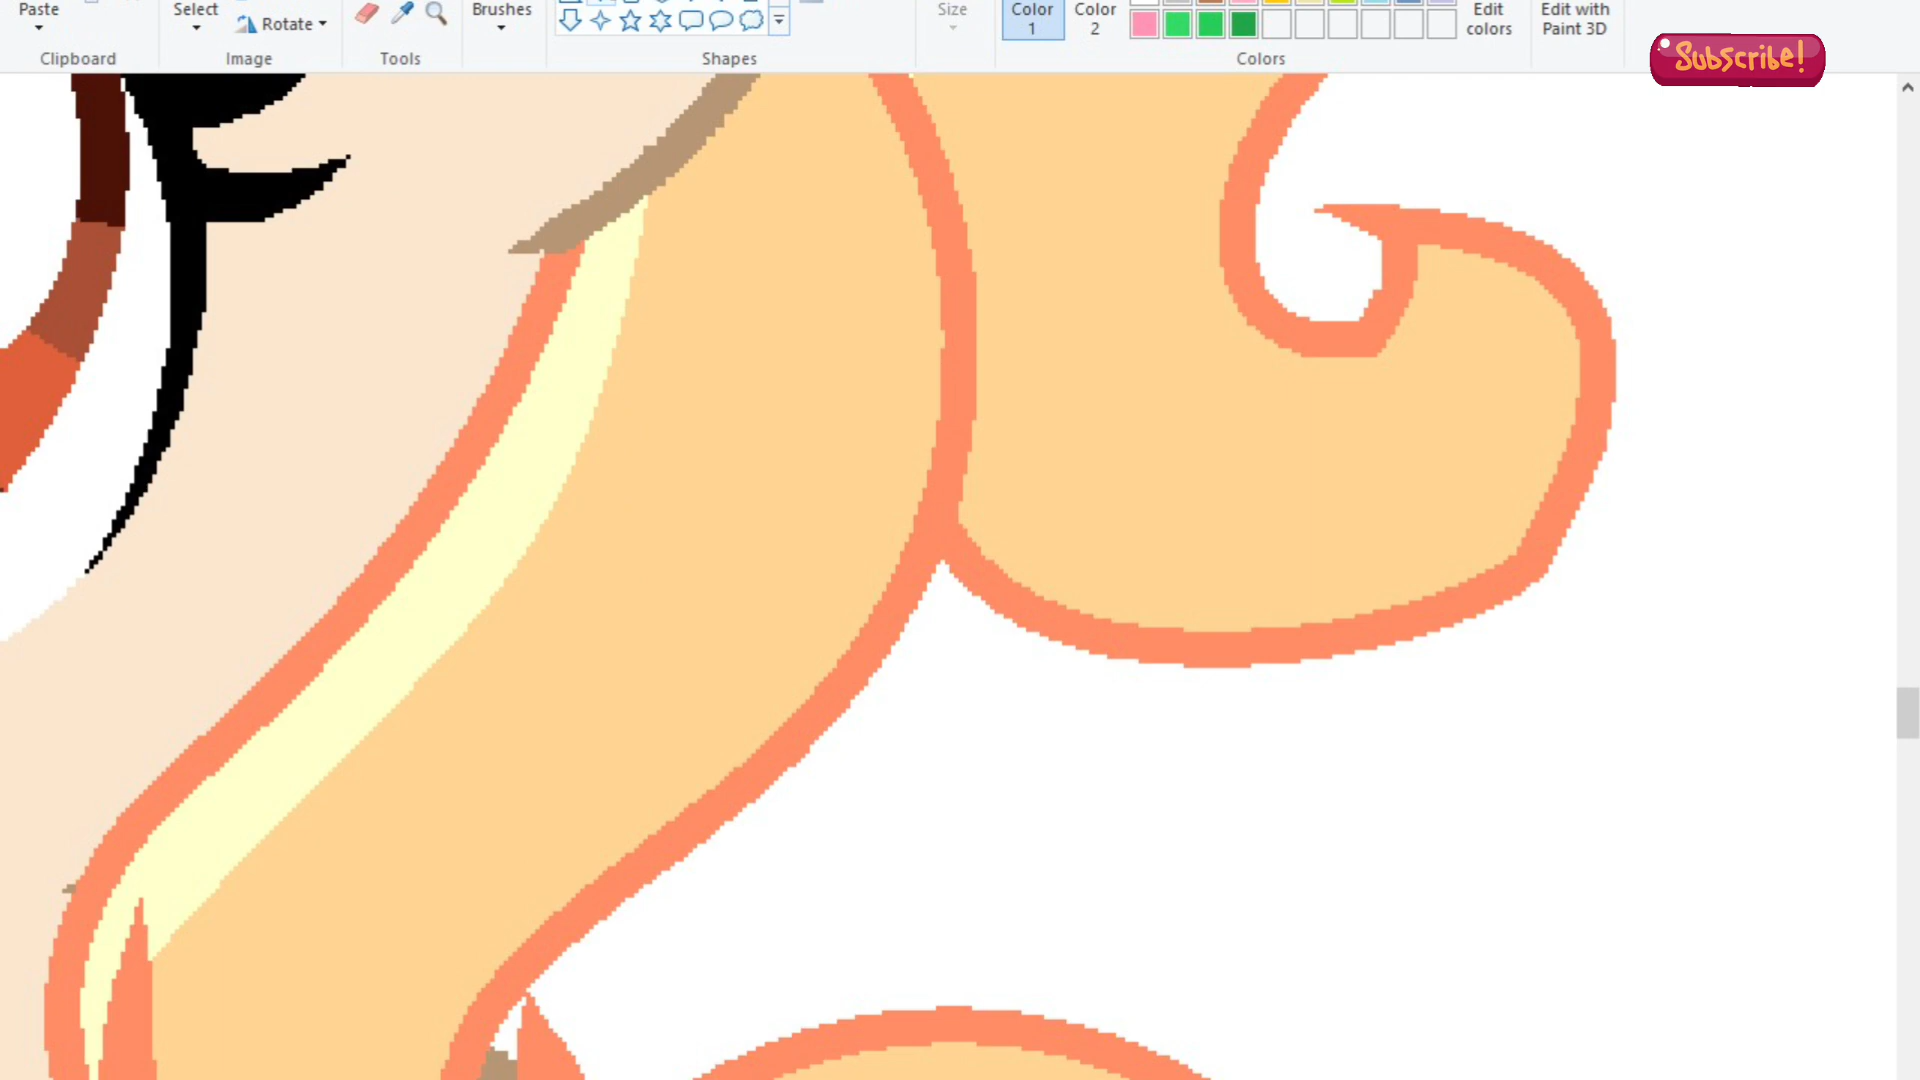 Paste
Select
Rotate
Brushes
Size
Color
1
Color
2
Edit
colors
Edit with
Paint 3D
Clipboard
Image
Tools
Shapes
Colors
Subscribe!